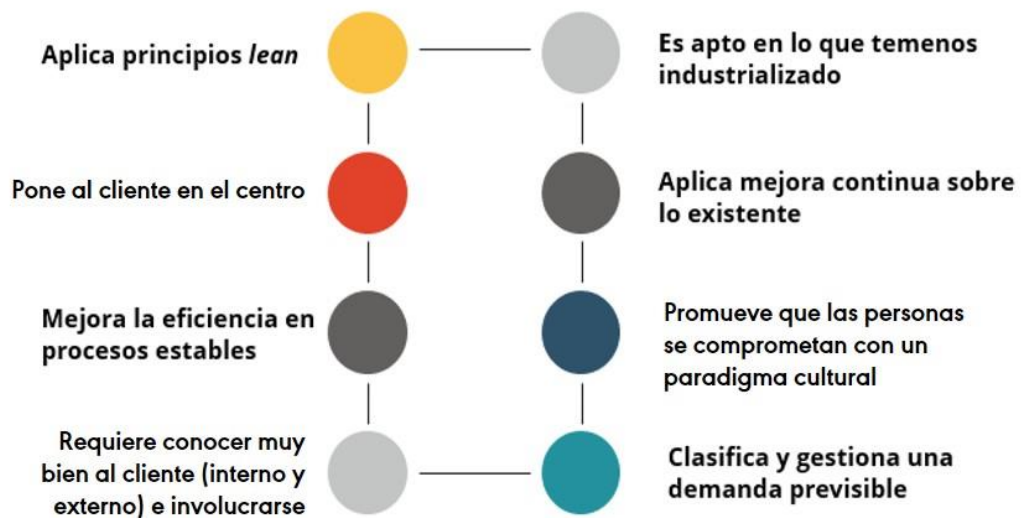 Aplica principios lean
Es apto en lo que temenos
industrializado
Pone al cliente en el centro
Aplica mejora continua sobre
lo existente
Mejora la eficiencia en
procesos estables
Promueve que las personas
se comprometan con un
paradigma cultural
Requiere conocer muy
bien al cliente (interno y
externo) e involucrarse
Clasifica y gestiona una
demanda previsible